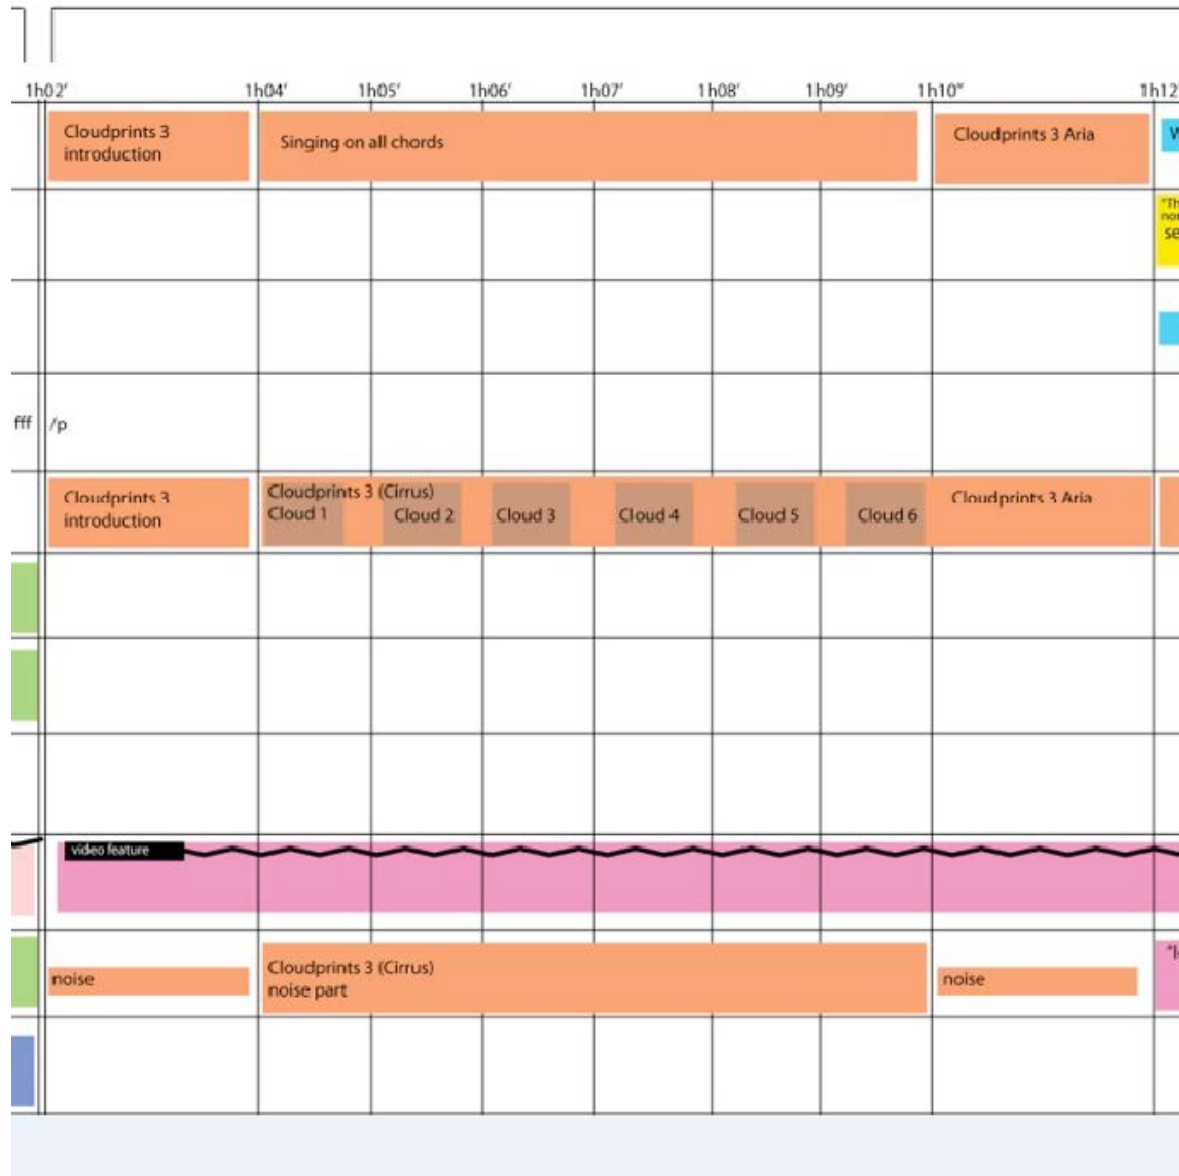 1h02' 1h04' 1h05' 1h06' 1h07' 1h08' 1h09' 1h10" 1h12'
Cloudprints 3
introduction
Singing on all chords
Cloudprints 3 Aria
fff /p
Cloudprints 3
introduction
Cloudprints 3 (Cirrus)
Cloud 1 Cloud 2 Cloud 3 Cloud 4 Cloud 5 Cloud 6
Cloudprints 3 Aria
video feature
noise
Cloudprints 3 (Cirrus)
noise part
noise